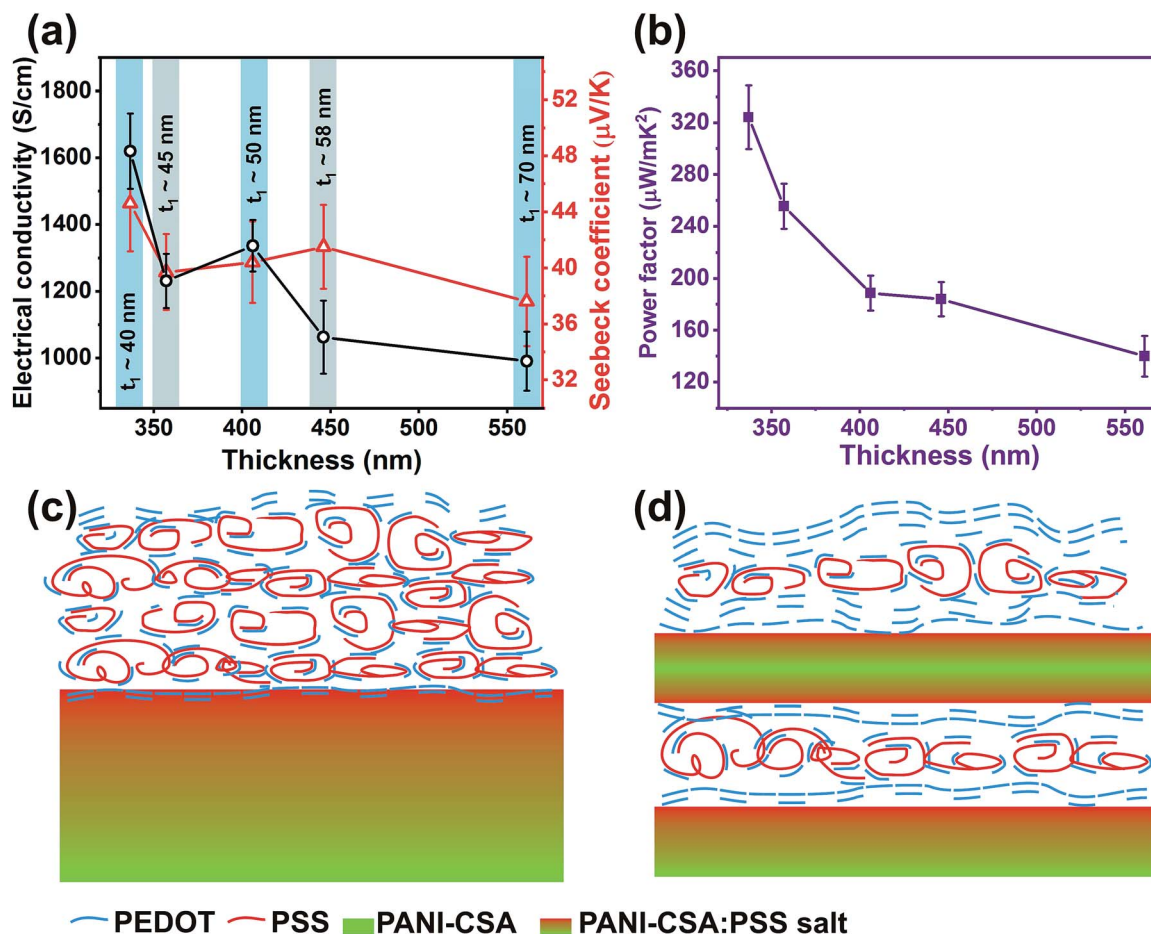 (a)
Electrical conductivity (S/cm)
1800
1600
1400
1200
1000
t₁ ~ 40 nm
t₁ ~ 45 nm
t₁ ~ 50 nm
t₁ ~ 58 nm
t₁ ~ 70 nm
52
48
44
40
36
32
Seebeck coefficient (μV/K)
350 400 450 500 550
Thickness (nm)
(b)
Power factor (μW/mK²)
360
320
280
240
200
160
120
350 400 450 500 550
Thickness (nm)
(c)
(d)
PEDOT PSS PANI-CSA PANI-CSA:PSS salt